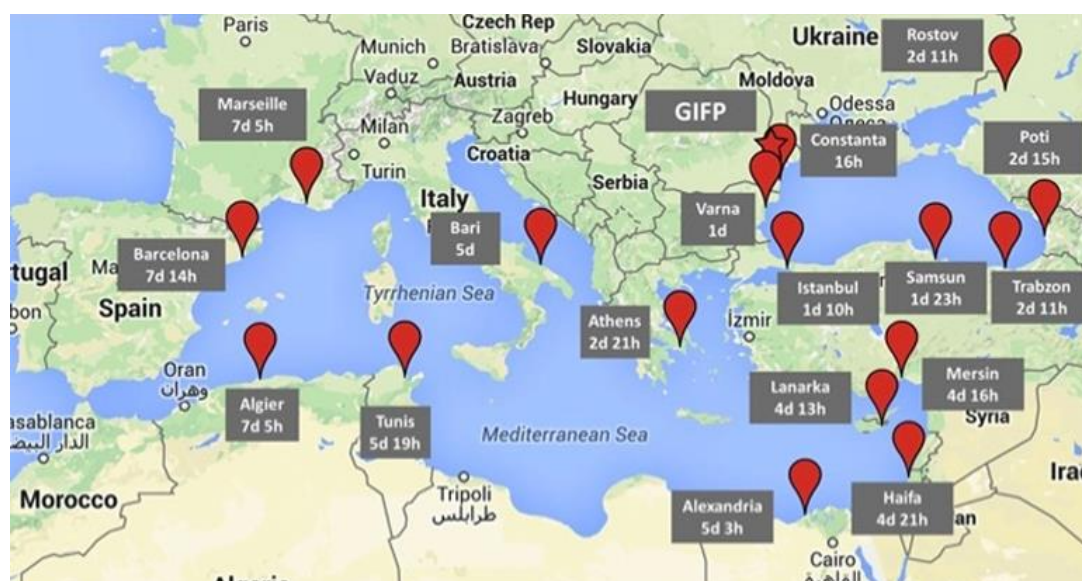 Paris
Czech Rep
Munich
Bratislava
Slovakia
Ukraine
Rostov
2d 11h
Vaduz
Austria
Moldova
Marseille
7d 5h
Hungary
GIFP
Odessa
Milan
Zagreb
Constanta
16h
Poti
2d 15h
Turin
Croatia
Serbia
Italy
Varna
1d
Bari
5d
Barcelona
7d 14h
tugal
Ma
bon
Spain
Tyrrhenian Sea
Istanbul
1d 10h
Samsun
1d 23h
Trabzon
2d 11h
Athens
2d 21h
İzmir
Oran
وهران
Lanarka
4d 13h
Mersin
4d 16h
Algier
7d 5h
Tunis
5d 19h
Syria
asablanca
Mediterranean Sea
Ira
Morocco
Tripoli
طرابلس
Alexandria
5d 3h
Haifa
4d 21h
an
Cairo